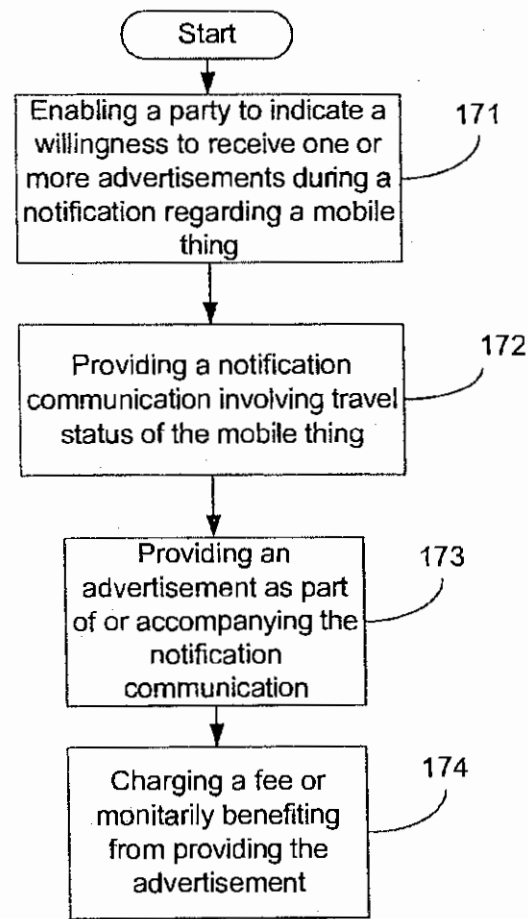 Start
Enabling a party to indicate a
willingness to receive one or
more advertisements during a
notification regarding a mobile
thing
171
Providing a notification
communication involving travel
status of the mobile thing
172
Providing an
advertisement as part
of or accompanying the
notification
communication
173
Charging a fee or
monitarily benefiting
from providing the
advertisement
174